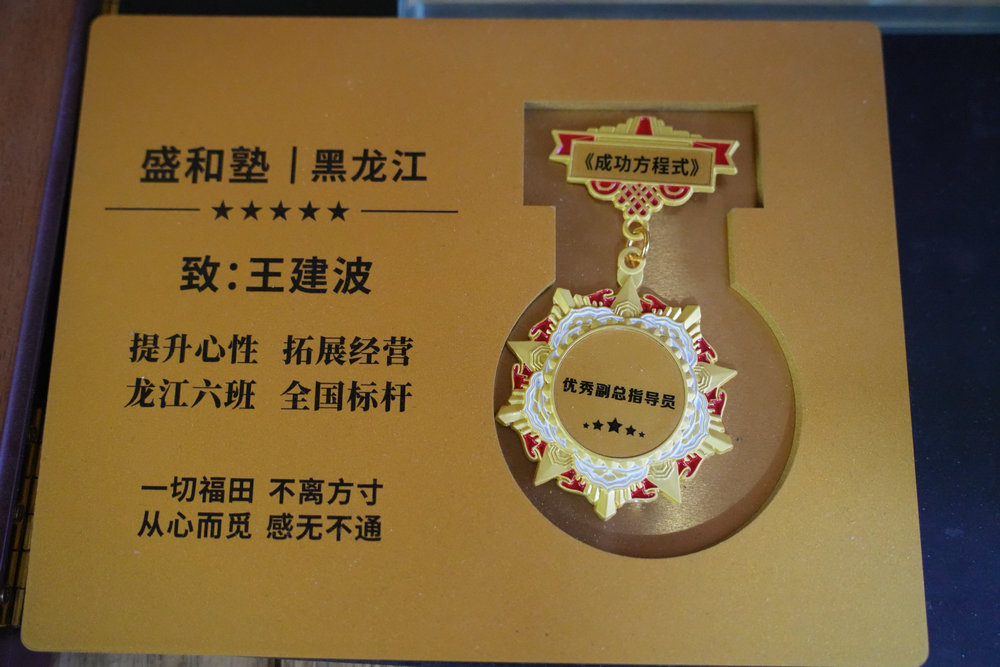 盛和塾 | 黑龙江
★★★★★
致:王建波
提升心性 拓展经营
龙江六班 全国标杆
一切福田 不离方寸
从心而觅 感无不通
《成功方程式》
优秀副总指导员
★★★★★